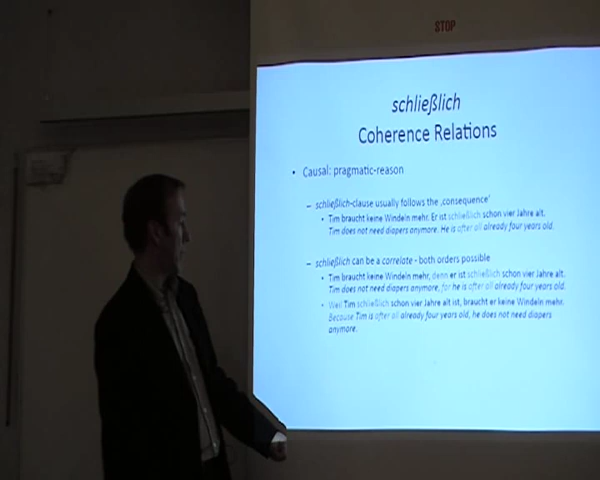 STOP
schließlich
Coherence Relations
• Causal: pragmatic-reason
– schließlich-clause usually follows the ‚consequence'
• Tim braucht keine Windeln mehr. Er ist schließlich schon vier Jahre alt.
Tim does not need diapers anymore. He is after all already four years old.
– schließlich can be a correlate - both orders possible
• Tim braucht keine Windeln mehr, denn er ist schließlich schon vier Jahre alt.
Tim does not need diapers anymore, for he is after all already four years old.
• Weil Tim schließlich schon vier Jahre alt ist, braucht er keine Windeln mehr.
Because Tim is after all already four years old, he does not need diapers
anymore.